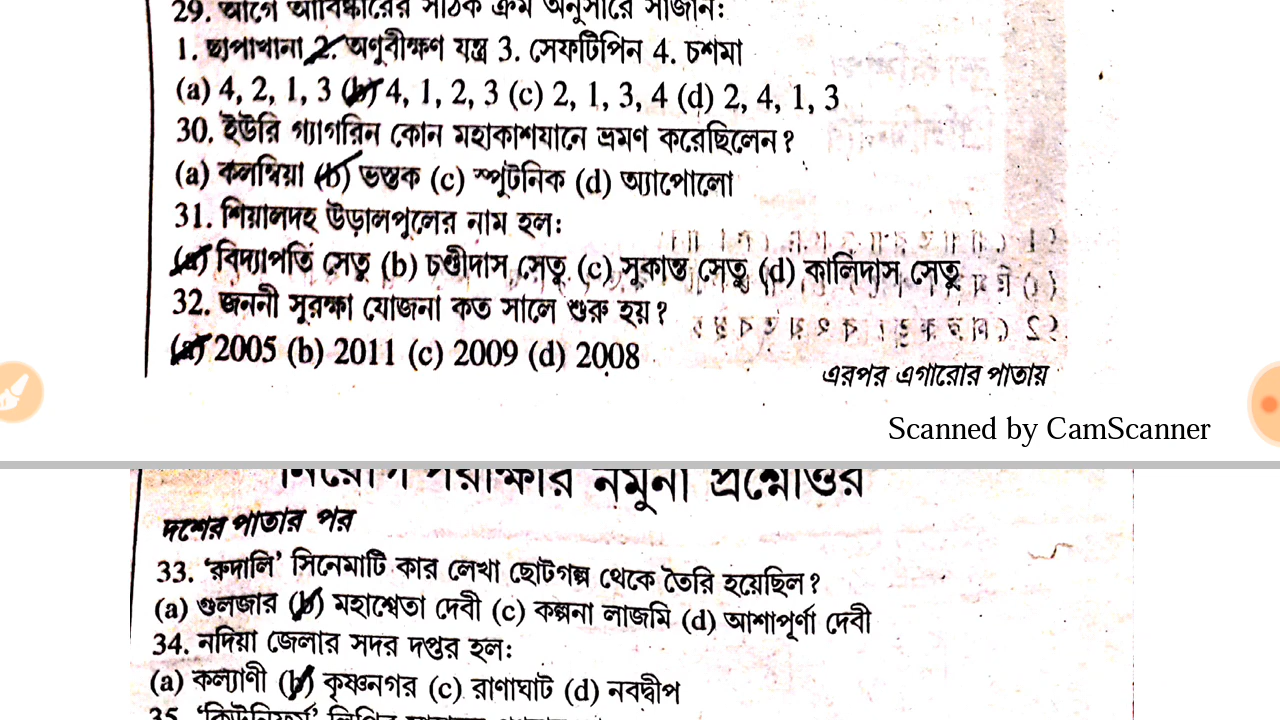 29. আগে আবিষ্কারের সঠিক ক্রম অনুসারে সাজান:
1. ছাপাখানা 2. অণুবীক্ষণ যন্ত্র 3. সেফটিপিন 4. চশমা
(a) 4, 2, 1, 3 (b) 4, 1, 2, 3 (c) 2, 1, 3, 4 (d) 2, 4, 1, 3
30. ইউরি গ্যাগরিন কোন মহাকাশযানে ভ্রমণ করেছিলেন?
(a) কলম্বিয়া (b) ভস্তক (c) স্পুটনিক (d) অ্যাপোলো
31. শিয়ালদহ উড়ালপুলের নাম হল:
(a) বিদ্যাপতি সেতু (b) চণ্ডীদাস সেতু (c) সুকান্ত সেতু (d) কালিদাস সেতু
32. জননী সুরক্ষা যোজনা কত সালে শুরু হয়?
(a) 2005 (b) 2011 (c) 2009 (d) 2008
এরপর এগারোর পাতায়
Scanned by CamScanner
নিয়োগ পরীক্ষার নমুনা প্রশ্নোত্তর
দশের পাতার পর
33. ‘রুদালি’ সিনেমাটি কার লেখা ছোটগল্প থেকে তৈরি হয়েছিল?
(a) গুলজার (b) মহাশ্বেতা দেবী (c) কল্পনা লাজমি (d) আশাপূর্ণা দেবী
34. নদিয়া জেলার সদর দপ্তর হল:
(a) কল্যাণী (b) কৃষ্ণনগর (c) রাণাঘাট (d) নবদ্বীপ
35.